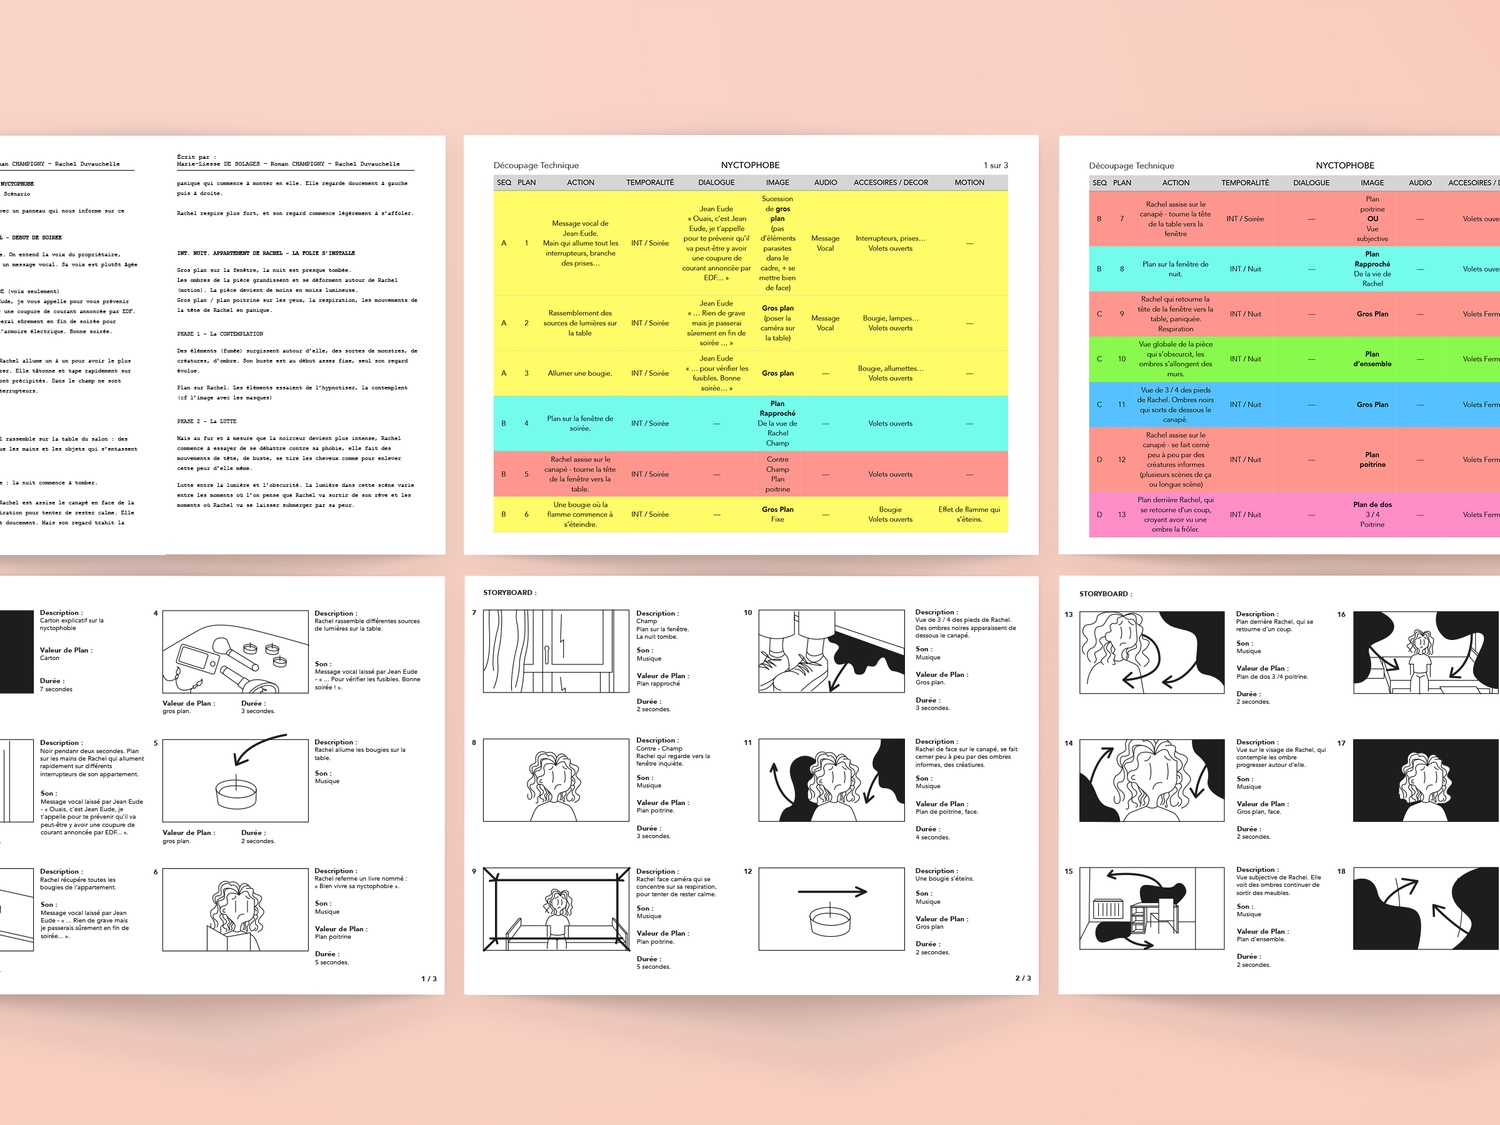 an CHAMPIGNY - Rachel Duvauchelle
NYCTOPHOBE
Scénario
vec un panneau qui nous informe sur ce
L - DEBUT DE SOIREE
s. On entend la voix du propriétaire,
un message vocal. Sa voix est plutôt âgée
E (voix seulement)
Eude, je vous appelle pour vous prévenir
r une coupure de courant annoncée par EDF.
serai sûrement en fin de soirée pour
l'armoire électrique. Bonne soirée.
Rachel allume un à un pour avoir le plus
rer. Elle tâtonne et tape rapidement sur
ont précipités. Dans le champ ne sont
terrupteurs.
l rassemble sur la table du salon : des
que les mains et les objets qui s'entassent
e : la nuit commence à tomber.
Rachel est assise le canapé en face de la
iration pour tenter de rester calme. Elle
t doucement. Mais son regard trahit la
Écrit par :
Marie-Liesse DE SOLAGES - Ronan CHAMPIGNY - Rachel Duvauchelle
panique qui commence à monter en elle. Elle regarde doucement à gauche
puis à droite.
Rachel respire plus fort, et son regard commence légèrement à s'affoler.
INT. NUIT. APPARTEMENT DE RACHEL - LA FOLIE S'INSTALLE
Gros plan sur la fenêtre, la nuit est presque tombée.
Les ombres de la pièce grandissent et se déforment autour de Rachel
(motion). La pièce devient de moins en moins lumineuse.
Gros plan / plan poitrine sur les yeux, la respiration, les mouvements de
la tête de Rachel en panique.
PHASE 1 - La CONTEMPLATION
Des éléments (fumée) surgissent autour d'elle, des sortes de monstres, de
créatures, d'ombre. Son buste est au début asses fixe, seul son regard
évolue.
Plan sur Rachel. Les éléments essaient de l'hypnotiser, la contemplent
(cf l'image avec les masques)
PHASE 2 - La LUTTE
Mais au fur et à mesure que la noirceur devient plus intense, Rachel
commence à essayer de se débattre contre sa phobie, elle fait des
mouvements de tête, de buste, se tire les cheveux comme pour enlever
cette peur d'elle même.
Lutte entre la lumière et l'obscurité. La lumière dans cette scène varie
entre les moments où l'on pense que Rachel va sortir de son rêve et les
moments où Rachel va se laisser submerger par sa peur.
Découpage Technique NYCTOPHOBE 1 sur 3
SEQ PLAN ACTION TEMPORALITÉ DIALOGUE IMAGE AUDIO ACCESOIRES / DECOR MOTION
A 1 Message vocal de Jean-Eude. Main qui allume tout les interrupteurs, branche des prises... INT / Soirée Jean Eude « Ouais, c'est Jean Eude, je t'appelle pour te prévenir qu'il va peut-être y avoir une coupure de courant annoncée par EDF... » Sucession de gros plan (pas d'éléments parasites dans le cadre, + se mettre bien de face) Message Vocal Interrupteurs, prises... Volets ouverts —
A 2 Rassemblement des sources de lumières sur la table INT / Soirée Jean Eude « ... Rien de grave mais je passerai sûrement en fin de soirée ... » Gros plan (poser la caméra sur la table) Message Vocal Bougie, lampes... Volets ouverts —
A 3 Allumer une bougie. INT / Soirée Jean Eude « ... pour vérifier les fusibles. Bonne soirée... » Gros plan — Bougie, allumettes... Volets ouverts —
B 4 Plan sur la fenêtre de soirée. INT / Soirée — Plan Rapproché De la vue de Rachel Champ — Volets ouverts —
B 5 Rachel assise sur le canapé - tourne la tête de la fenêtre vers la table. INT / Soirée — Contre Champ Plan poitrine — Volets ouverts —
B 6 Une bougie où la flamme commence à s'éteindre. INT / Soirée — Gros Plan Fixe — Bougie Volets ouverts Effet de flamme qui s'éteins.
Découpage Technique NYCTOPHOBE
SEQ PLAN ACTION TEMPORALITÉ DIALOGUE IMAGE AUDIO ACCESOIRES / D
B 7 Rachel assise sur le canapé - tourne la tête de la table vers la fenêtre INT / Soirée — Plan poitrine OU Vue subjective — Volets ouve
B 8 Plan sur la fenêtre de nuit. INT / Nuit — Plan Rapproché De la vie de Rachel — Volets ouve
C 9 Rachel qui retourne la tête de la fenêtre vers la table, paniquée. Respiration INT / Nuit — Gros Plan — Volets ouver
C 10 Vue globale de la pièce qui s'obscurcit, les ombres s'allongent des murs. INT / Nuit — Plan d'ensemble — Volets Ferm
C 11 Vue de 3 / 4 des pieds de Rachel. Ombres noirs qui sorts de dessous le canapé. INT / Nuit — Gros Plan — Volets Ferm
D 12 Rachel assise sur le canapé - se fait cerné peu à peu par des créatures informes (plusieurs scènes de ça ou longue scène) INT / Nuit — Plan poitrine — Volets Ferm
D 13 Plan derrière Rachel, qui se retourne d'un coup, croyant avoir vu une ombre la frôler. INT / Nuit — Plan de dos 3 / 4 Poitrine — Volets Ferm
Description :
Carton explicatif sur la
nyctophobie
Valeur de Plan :
Carton
Durée :
7 secondes
4
Description :
Rachel rassemble différentes sources
de lumières sur la table.
Son :
Message vocal laissé par Jean Eude
- « ... Pour vérifier les fusibles. Bonne
soirée ! ».
Valeur de Plan :
gros plan.
Durée :
3 secondes.
Description :
Noir pendanr deux secondes. Plan
sur les mains de Rachel qui allument
rapidement sur différents
interrupteurs de son appartement.
Son :
Message vocal laissé par Jean Eude
- « Ouais, c'est Jean Eude, je
t'appelle pour te prévenir qu'il va
peut-être y avoir une coupure de
courant annoncée par EDF... ».
5
Description :
Rachel allume les bougies sur la
table.
Son :
Musique
Valeur de Plan :
gros plan.
Durée :
2 secondes.
Description :
Rachel récupére toutes les
bougies de l'appartement.
Son :
Message vocal laissé par Jean
Eude - « ... Rien de grave mais
je passerais sûrement en fin de
soirée... ».
6
Description :
Rachel referme un livre nommé :
« Bien vivre sa nyctophobie ».
Son :
Musique
Valeur de Plan :
Plan poitrine
Durée :
5 secondes.
1 / 3
STORYBOARD :
7
Description :
Champ
Plan sur la fenêtre.
La nuit tombe.
Son :
Musique
Valeur de Plan :
Plan rapproché
Durée :
2 secondes.
10
Description :
Vue de 3 / 4 des pieds de Rachel.
Des ombres noires apparaissent de
dessous le canapé.
Son :
Musique
Valeur de Plan :
Gros plan.
Durée :
3 secondes.
8
Description :
Contre - Champ
Rachel qui regarde vers la
fenêtre inquiète.
Son :
Musique
Valeur de Plan :
Plan poitrine.
Durée :
3 secondes.
11
Description :
Rachel de face sur le canapé, se fait
cerner peu à peu par des ombres
informes, des créatures.
Son :
Musique
Valeur de Plan :
Plan de poitrine, face.
Durée :
4 secondes.
9
Description :
Rachel face caméra qui se
concentre sur sa respiration,
pour tenter de rester calme.
Son :
Musique
Valeur de Plan :
Plan poitrine.
Durée :
5 secondes.
12
Description :
Une bougie s'éteins.
Son :
Musique
Valeur de Plan :
Gros plan
Durée :
2 secondes.
2 / 3
STORYBOARD :
13
Description :
Plan derrière Rachel, qui se
retourne d'un coup.
Son :
Musique
Valeur de Plan :
Plan de dos 3 /4 poitrine.
Durée :
2 secondes.
16
14
Description :
Vue sur le visage de Rachel, qui
contemple les ombre
progresser autour d'elle.
Son :
Musique
Valeur de Plan :
Gros plan, face.
Durée :
2 secondes.
17
15
Description :
Vue subjective de Rachel. Elle
voit des ombres continuer de
sortir des meubles.
Son :
Musique
Valeur de Plan :
Plan d'ensemble.
Durée :
2 secondes.
18